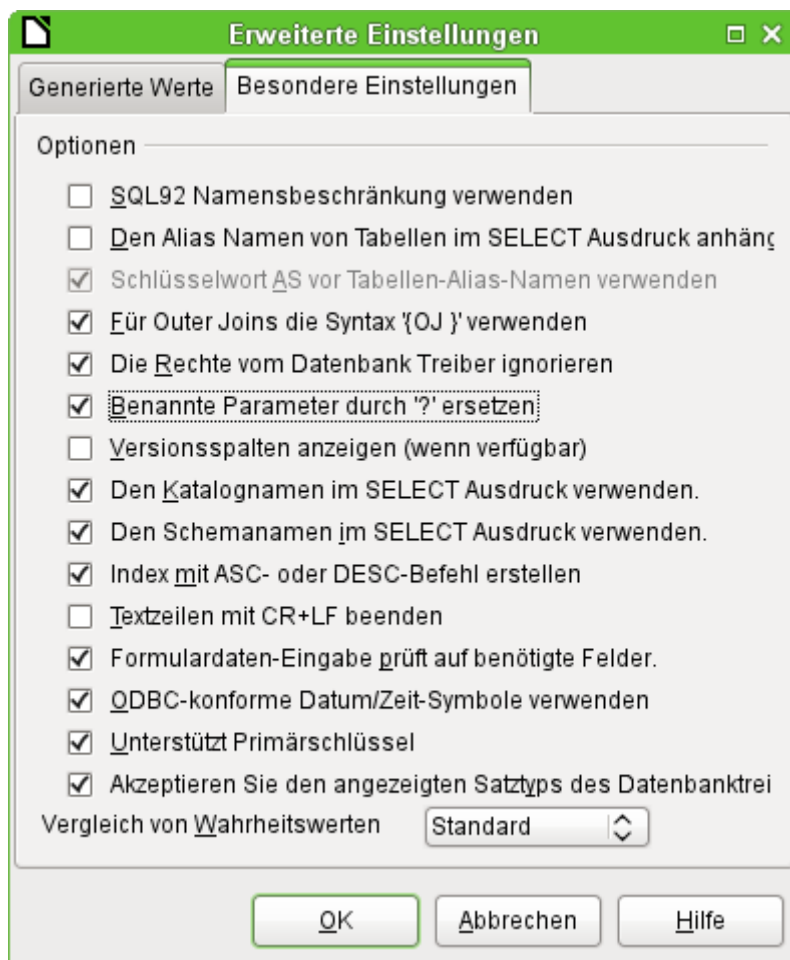 Erweiterte Einstellungen
Generierte Werte
Besondere Einstellungen
Optionen
SQL92 Namensbeschränkung verwenden
Den Alias Namen von Tabellen im SELECT Ausdruck anhäng
Schlüsselwort AS vor Tabellen-Alias-Namen verwenden
Für Outer Joins die Syntax '{OJ }' verwenden
Die Rechte vom Datenbank Treiber ignorieren
Benannte Parameter durch '?' ersetzen
Versionsspalten anzeigen (wenn verfügbar)
Den Katalognamen im SELECT Ausdruck verwenden.
Den Schemanamen im SELECT Ausdruck verwenden.
Index mit ASC- oder DESC-Befehl erstellen
Textzeilen mit CR+LF beenden
Formulardaten-Eingabe prüft auf benötigte Felder.
ODBC-konforme Datum/Zeit-Symbole verwenden
Unterstützt Primärschlüssel
Akzeptieren Sie den angezeigten Satztyps des Datenbanktrei
Vergleich von Wahrheitswerten
Standard
OK
Abbrechen
Hilfe